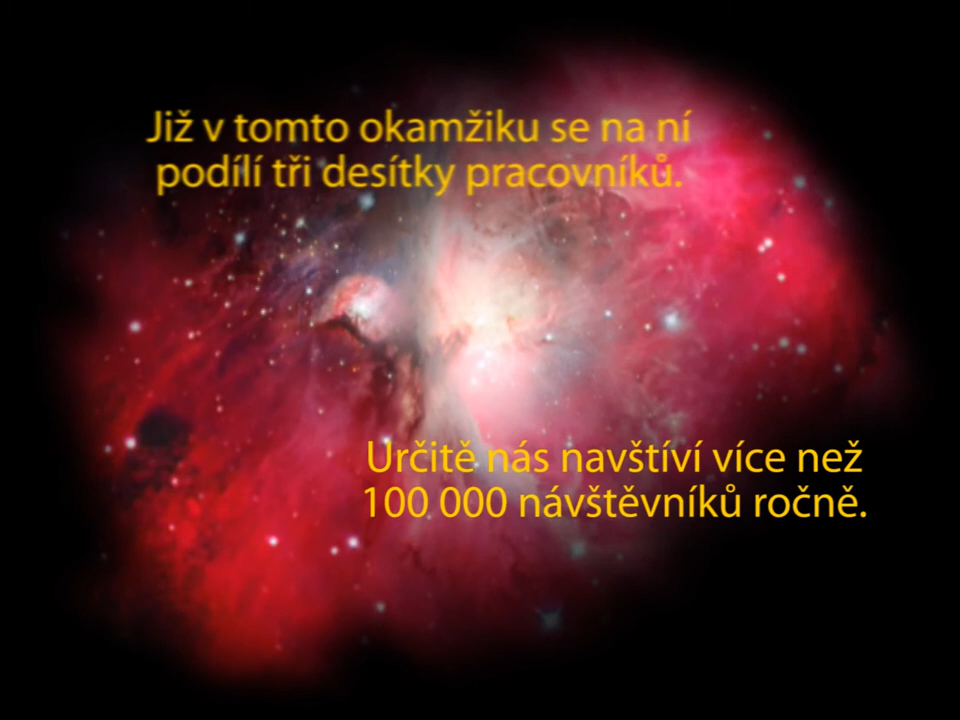 Již v tomto okamžiku se na ní
podílí tři desítky pracovníků.
Určitě nás navštíví více než
100 000 návštěvníků ročně.